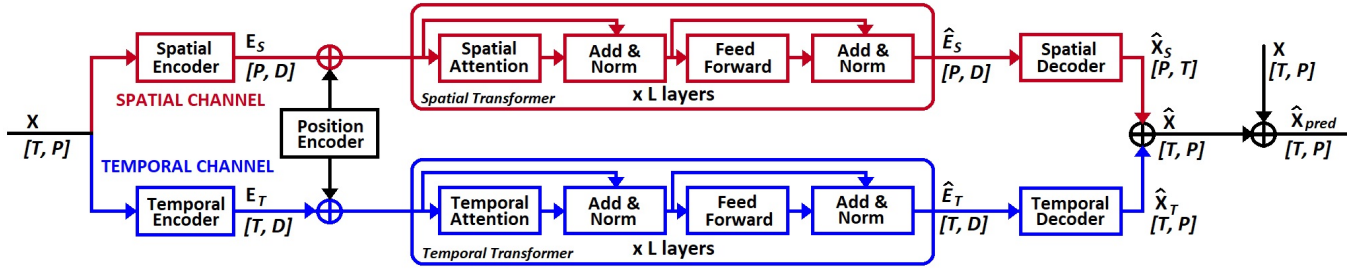 X
[T, P]
Spatial
Encoder
E_S
[P, D]
SPATIAL CHANNEL
Spatial
Attention
Add &
Norm
Feed
Forward
Add &
Norm
Spatial Transformer
x L layers
Ê_S
[P, D]
Spatial
Decoder
X̂_S
[P, T]
Position
Encoder
TEMPORAL CHANNEL
Temporal
Encoder
E_T
[T, D]
Temporal
Attention
Add &
Norm
Feed
Forward
Add &
Norm
Temporal Transformer
x L layers
Ê_T
[T, D]
Temporal
Decoder
X̂_T
[T, P]
X̂
[T, P]
X
[T, P]
X̂_pred
[T, P]